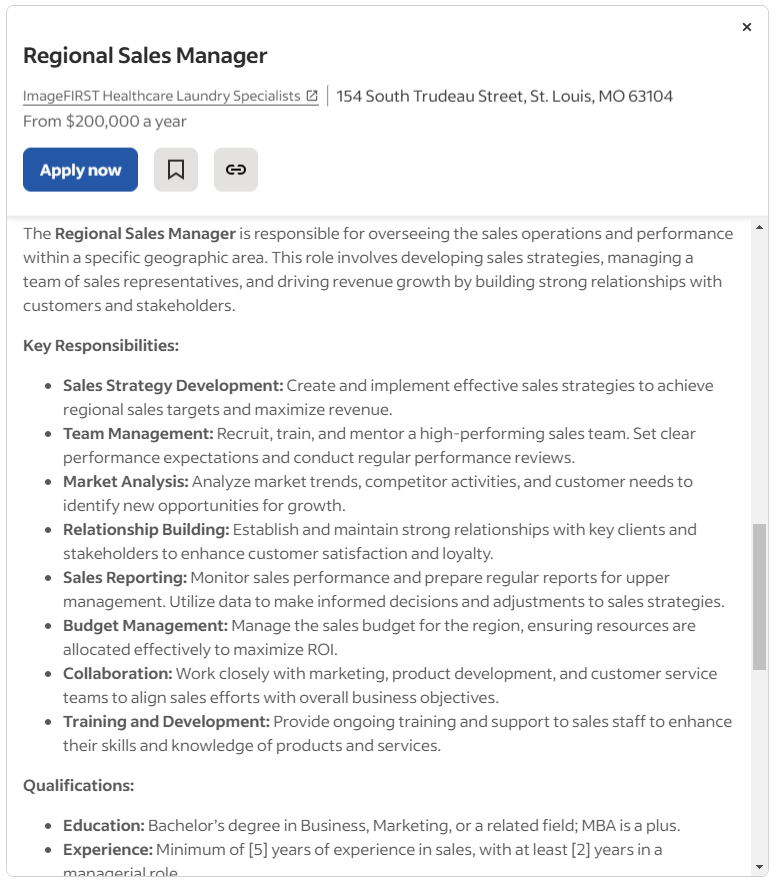 Regional Sales Manager
ImageFIRST Healthcare Laundry Specialists
154 South Trudeau Street, St. Louis, MO 63104
From $200,000 a year
Apply now
The Regional Sales Manager is responsible for overseeing the sales operations and performance
within a specific geographic area. This role involves developing sales strategies, managing a
team of sales representatives, and driving revenue growth by building strong relationships with
customers and stakeholders.
Key Responsibilities:
Sales Strategy Development: Create and implement effective sales strategies to achieve
regional sales targets and maximize revenue.
Team Management: Recruit, train, and mentor a high-performing sales team. Set clear
performance expectations and conduct regular performance reviews.
Market Analysis: Analyze market trends, competitor activities, and customer needs to
identify new opportunities for growth.
Relationship Building: Establish and maintain strong relationships with key clients and
stakeholders to enhance customer satisfaction and loyalty.
Sales Reporting: Monitor sales performance and prepare regular reports for upper
management. Utilize data to make informed decisions and adjustments to sales strategies.
Budget Management: Manage the sales budget for the region, ensuring resources are
allocated effectively to maximize ROI.
Collaboration: Work closely with marketing, product development, and customer service
teams to align sales efforts with overall business objectives.
Training and Development: Provide ongoing training and support to sales staff to enhance
their skills and knowledge of products and services.
Qualifications:
Education: Bachelor's degree in Business, Marketing, or a related field; MBA is a plus.
Experience: Minimum of [5] years of experience in sales, with at least [2] years in a
managerial role